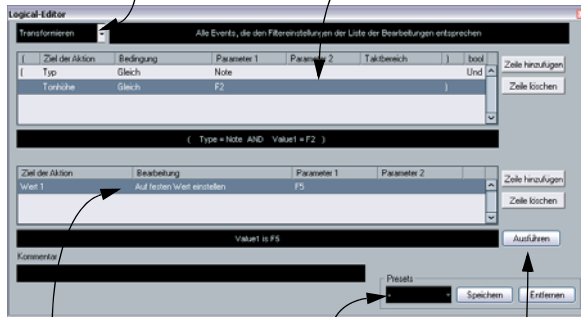 Logical-Editor
Transformieren
Alle Events, die den Filtereinstellungen der Liste der Bearbeitungen entsprechen
( Ziel der Aktion Bedingung Parameter 1 Parameter 2 Taktbereich ) bool
( Typ Gleich Note Und
Tonhöhe Gleich F2 )
Zeile hinzufügen
Zeile löschen
( Type = Note AND Value1 = F2 )
Ziel der Aktion Bearbeitung Parameter 1 Parameter 2
Wert 1 Auf festen Wert einstellen F5
Zeile hinzufügen
Zeile löschen
Value1 is F5
Ausführen
Kommentar
Presets
- -
Speichern Entfernen